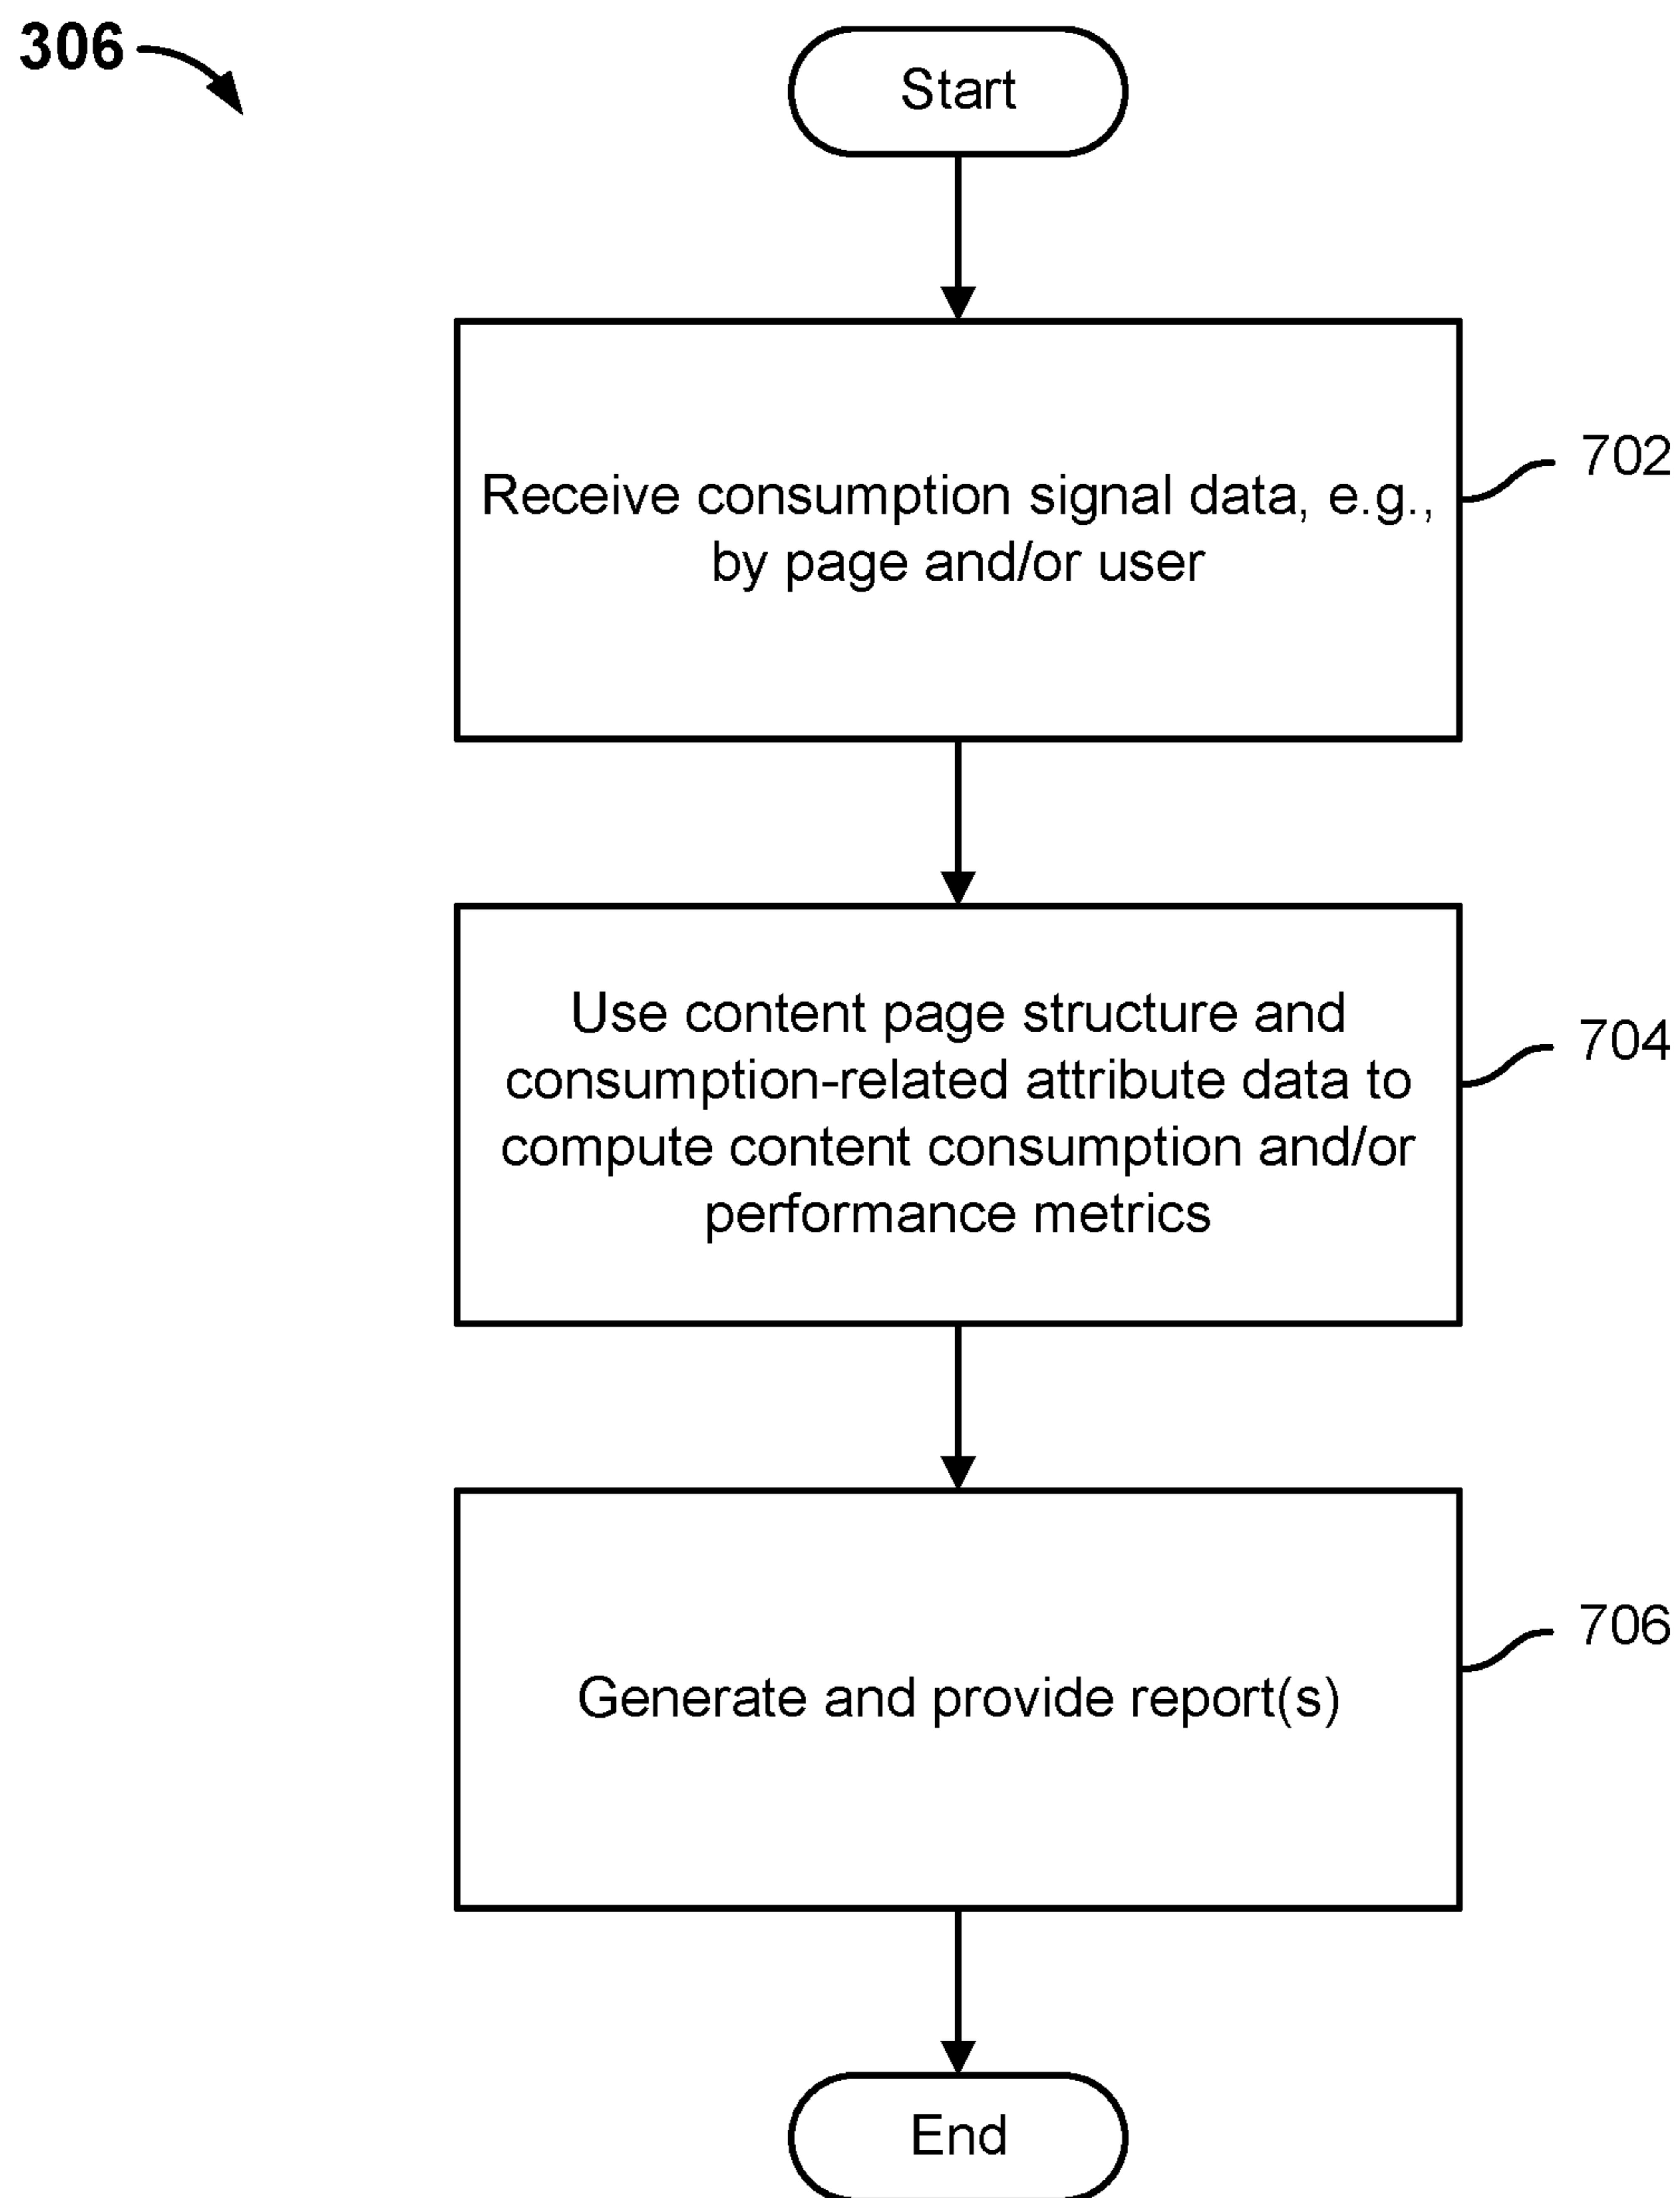 306
Start
Receive consumption signal data, e.g.,
by page and/or user
702
Use content page structure and
consumption-related attribute data to
compute content consumption and/or
performance metrics
704
Generate and provide report(s)
706
End